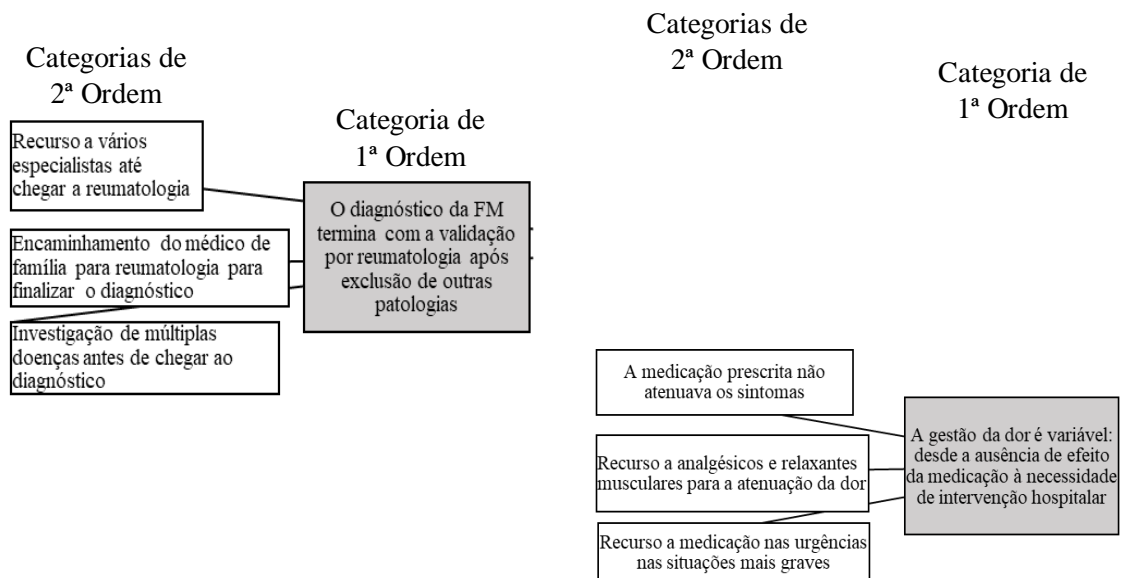 Categorias de
2ª Ordem
Categoria de
1ª Ordem
Recurso a vários
especialistas até
chegar a reumatologia
Encaminhamento do médico de
família para reumatologia para
finalizar o diagnóstico
Investigação de múltiplas
doenças antes de chegar ao
diagnóstico
O diagnóstico da FM
termina com a validação
por reumatologia após
exclusão de outras
patologias
Categorias de
2ª Ordem
Categoria de
1ª Ordem
A medicação prescrita não
atenuava os sintomas
Recurso a analgésicos e relaxantes
musculares para a atenuação da dor
Recurso a medicação nas urgências
nas situações mais graves
A gestão da dor é variável:
desde a ausência de efeito
da medicação à necessidade
de intervenção hospitalar